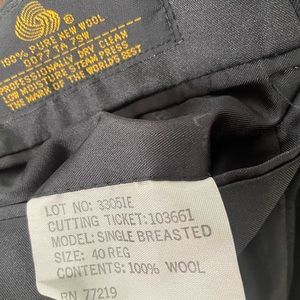 100% PURE NEW WOOL
PROFESSIONALLY DRY CLEAN
LOW MOISTURE STEAM PRESS
THE MARK OF THE WORLDS BEST
LOT NO: 33051E
CUTTING TICKET:103661
MODEL: SINGLE BREASTED
SIZE: 40 REG
CONTENTS: 100% WOOL
RN 77219